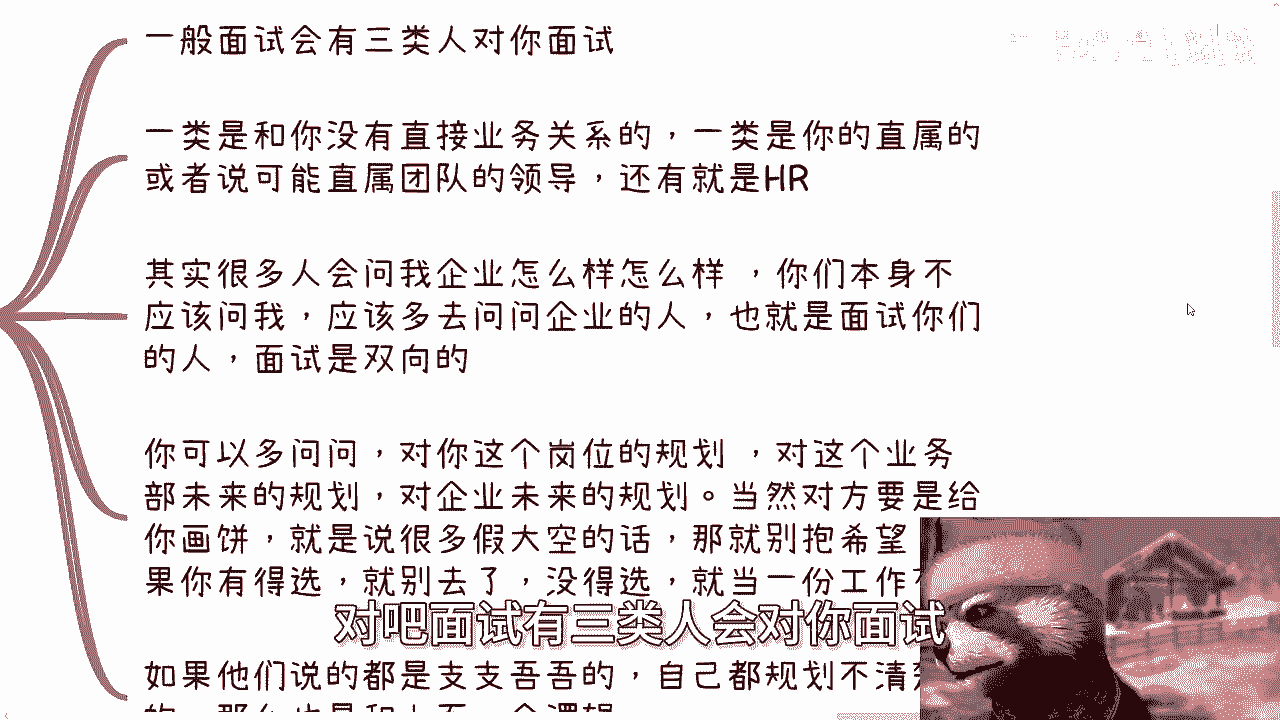 一般面试会有三类人对你面试
一类是和你没有直接业务关系的，一类是你的直属的
或者说可能直属团队的领导，还有就是HR
其实很多人会问我企业怎么样怎么样 ，你们本身不
应该问我，应该多去问问企业的人，也就是面试你们
的人，面试是双向的
你可以多问问，对你这个岗位的规划 ，对这个业务
部未来的规划，对企业未来的规划。当然对方要是给
你画饼，就是说很多假大空的话，那就别抱希望
果你有得选，就别去了，没得选，就当一份工作
对吧面试有三类人会对你面试
如果他们说的都是支支吾吾的，自己都规划不清